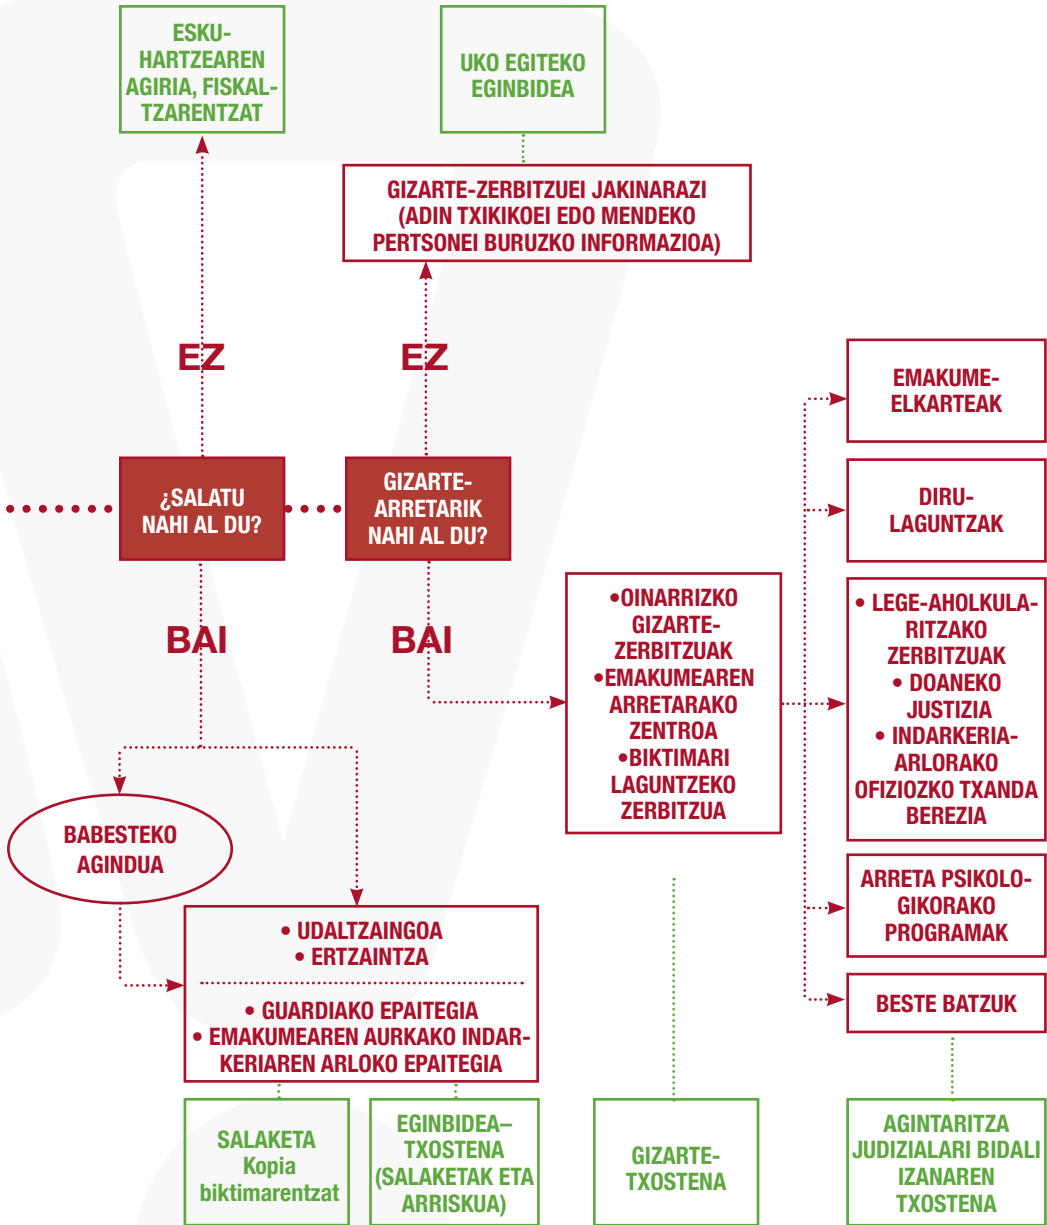 ESKU-
HARTZEAREN
AGIRIA, FISKAL-
TZARENTZAT
UKO EGITEKO
EGINBIDEA
GIZARTE-ZERBITZUEI JAKINARAZI
(ADIN TXIKIKOEI EDO MENDEKO
PERTSONEI BURUZKO INFORMAZIOA)
EZ
EZ
¿SALATU
NAHI AL DU?
GIZARTE-
ARRETARIK
NAHI AL DU?
BAI
BAI
BABESTEKO
AGINDUA
• UDALTZAINGOA
• ERTZAINTZA
• GUARDIAKO EPAITEGIA
• EMAKUMEAREN AURKAKO INDAR-
KERIAREN ARLOKO EPAITEGIA
•OINARRIZKO
GIZARTE-
ZERBITZUAK
•EMAKUMEAREN
ARRETARAKO
ZENTROA
•BIKTIMARI
LAGUNTZEKO
ZERBITZUA
EMAKUME-
ELKARTEAK
DIRU-
LAGUNTZAK
• LEGE-AHOLKULA-
RITZAKO
ZERBITZUAK
• DOANEKO
JUSTIZIA
• INDARKERIA-
ARLORAKO
OFIZIOZKO TXANDA
BEREZIA
ARRETA PSIKOLO-
GIKORAKO
PROGRAMAK
BESTE BATZUK
SALAKETA
Kopia
biktimarentzat
EGINBIDEA–
TXOSTENA
(SALAKETAK ETA
ARRISKUA)
GIZARTE-
TXOSTENA
AGINTARITZA
JUDIZIALARI BIDALI
IZANAREN
TXOSTENA